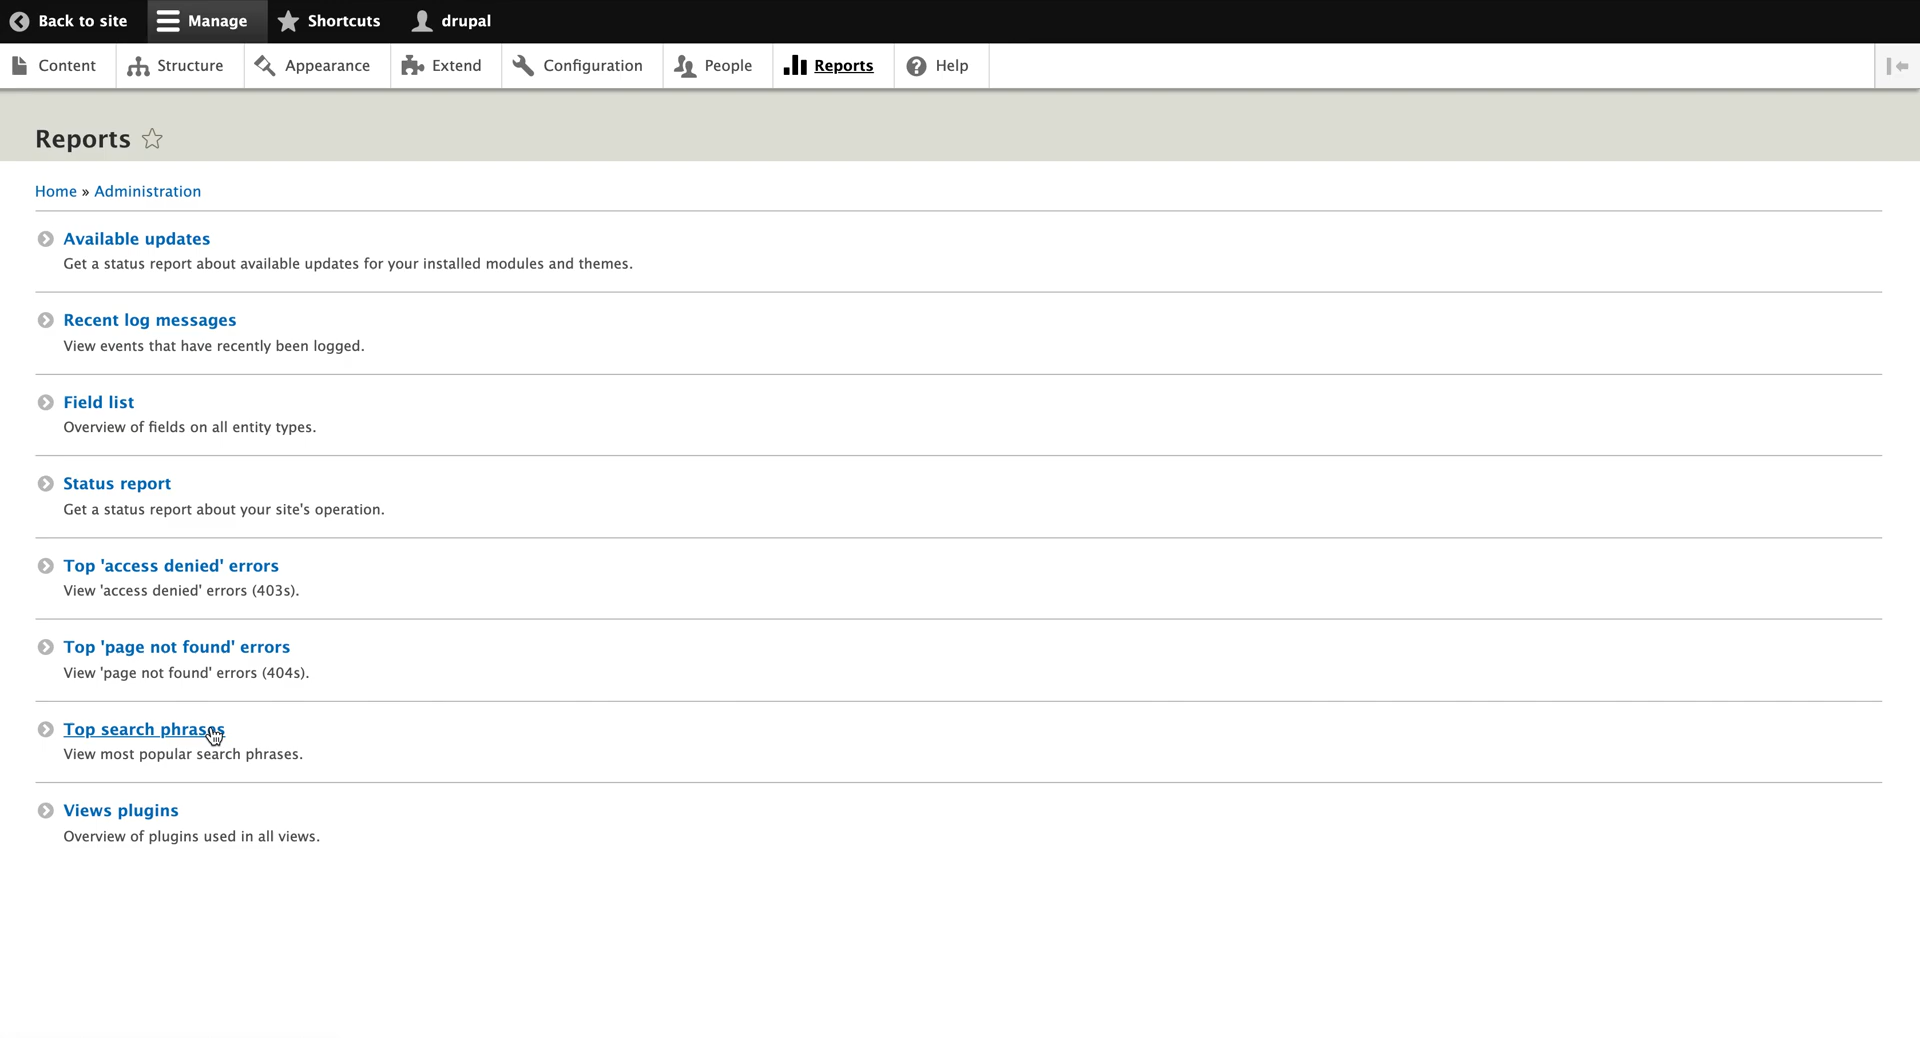 Back to site Manage Shortcuts drupal
Content Structure Appearance Extend Configuration People Reports Help
Reports
Home » Administration
Available updates
Get a status report about available updates for your installed modules and themes.
Recent log messages
View events that have recently been logged.
Field list
Overview of fields on all entity types.
Status report
Get a status report about your site's operation.
Top 'access denied' errors
View 'access denied' errors (403s).
Top 'page not found' errors
View 'page not found' errors (404s).
Top search phrases
View most popular search phrases.
Views plugins
Overview of plugins used in all views.